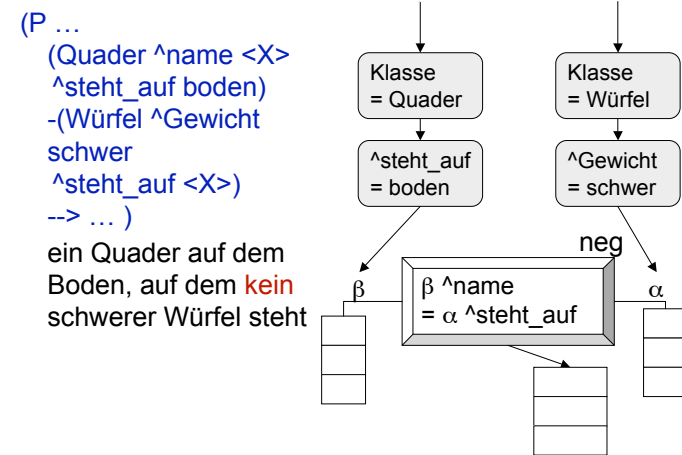 (P …
(Quader ^name <X>
^steht_auf boden)
-(Würfel ^Gewicht
schwer
^steht_auf <X>)
--> … )
ein Quader auf dem
Boden, auf dem kein
schwerer Würfel steht
Klasse
= Quader
Klasse
= Würfel
^steht_auf
= boden
^Gewicht
= schwer
neg
β
β ^name
= α ^steht_auf
α